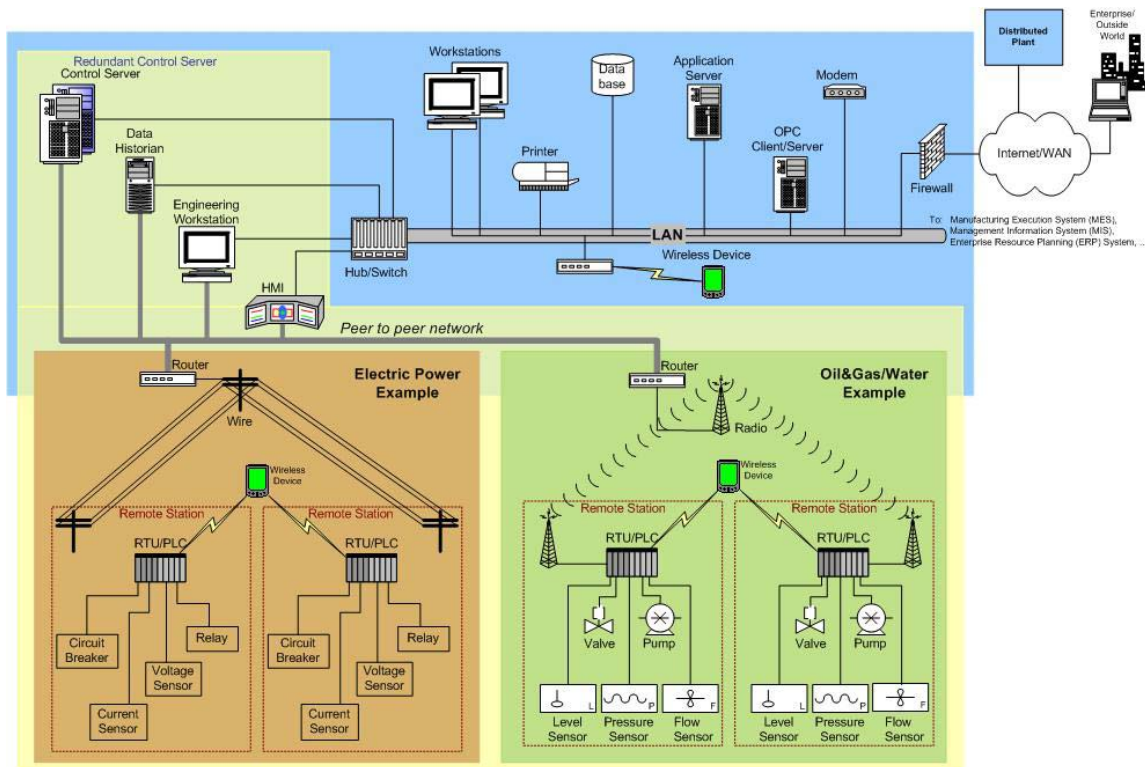 Redundant Control Server
Control Server
Data
Historian
Engineering
Workstation
HMI
Hub/Switch
Workstations
Printer
Data
base
Application
Server
OPC
Client/Server
Modem
Firewall
LAN
Wireless Device
Distributed
Plant
Enterprise/
Outside
World
Internet/WAN
To: Manufacturing Execution System (MES),
Management Information System (MIS),
Enterprise Resource Planning (ERP) System, ...
Peer to peer network
Router
Electric Power
Example
Wire
Wireless
Device
Remote Station
RTU/PLC
Circuit
Breaker
Relay
Voltage
Sensor
Current
Sensor
Remote Station
RTU/PLC
Circuit
Breaker
Relay
Voltage
Sensor
Current
Sensor
Router
Oil&Gas/Water
Example
Radio
Wireless
Device
Remote Station
RTU/PLC
Valve
Pump
L
P
F
Level
Sensor
Pressure
Sensor
Flow
Sensor
Remote Station
RTU/PLC
Valve
Pump
L
P
F
Level
Sensor
Pressure
Sensor
Flow
Sensor